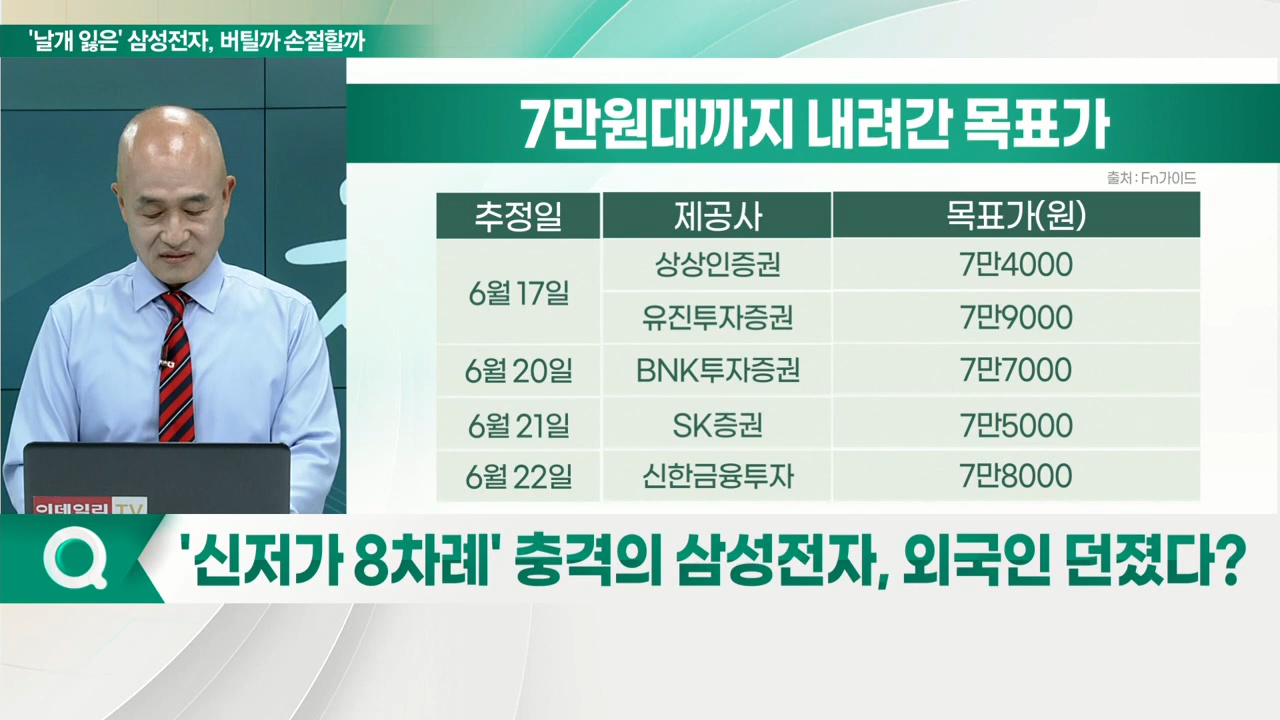 '날개 잃은' 삼성전자, 버틸까 손절할까
7만원대까지 내려간 목표가
출처 : Fn가이드
추정일 제공사 목표가(원)
6월 17일 상상인증권 7만4000
유진투자증권 7만9000
6월 20일 BNK투자증권 7만7000
6월 21일 SK증권 7만5000
6월 22일 신한금융투자 7만8000
이데일리 TV
'신저가 8차례' 충격의 삼성전자, 외국인 던졌다?